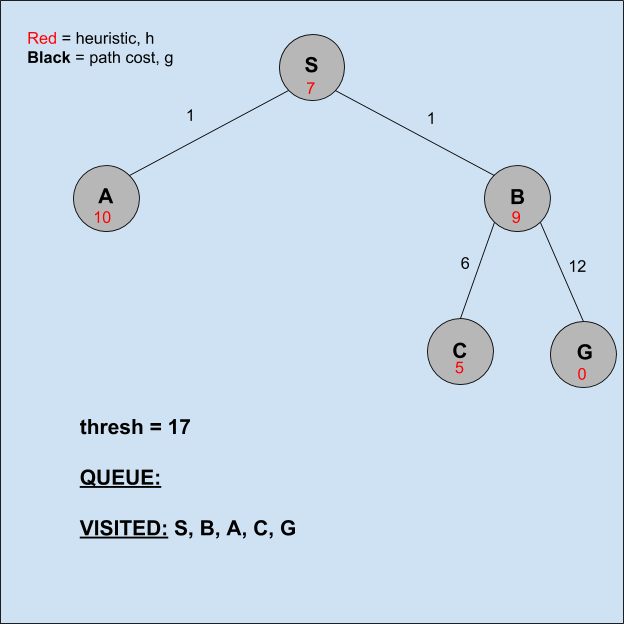 Red = heuristic, h
Black = path cost, g
S
7
1
1
A
10
B
9
6
12
C
5
G
0
thresh = 17
QUEUE:
VISITED: S, B, A, C, G